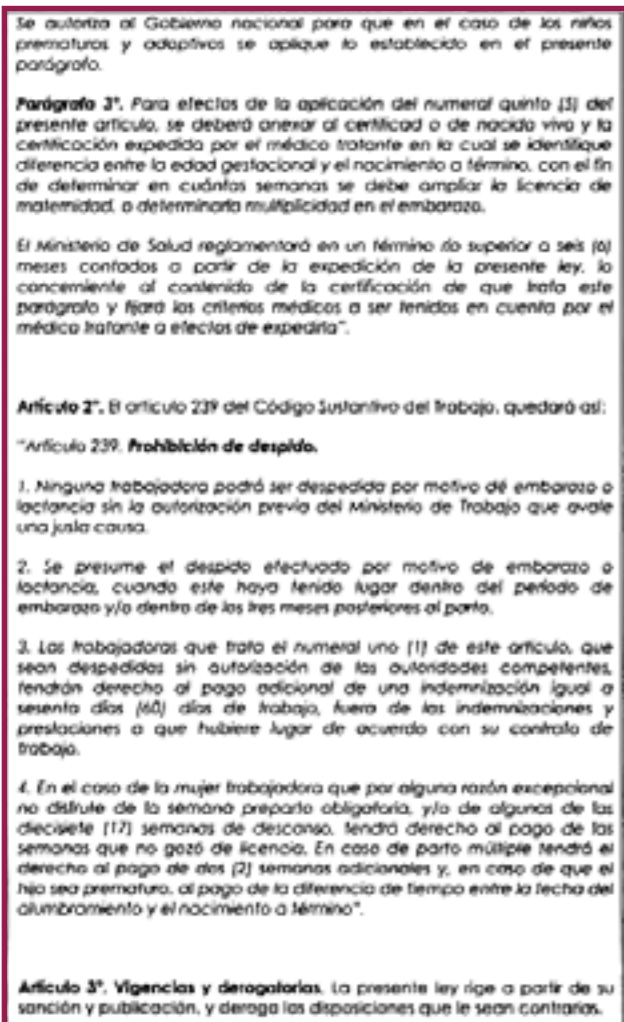 Se autoriza al Gobierno nacional para que en el caso de los niños
prematuros y adoptivos se aplique lo establecido en el presente
parágrafo.
Parágrafo 3°. Para efectos de la aplicación del numeral quinto (5) del
presente artículo, se deberá anexar al certificad o de nacido vivo y la
certificación expedida por el médico tratante en la cual se identifique
diferencia entre la edad gestacional y el nacimiento a término, con el fin
de determinar en cuántas semanas se debe ampliar la licencia de
maternidad, o determinarla multiplicidad en el embarazo.
El Ministerio de Salud reglamentará en un término no superior a seis (6)
meses contados a partir de la expedición de la presente ley, lo
concerniente al contenido de la certificación de que trata este
parágrafo y fijará los criterios médicos a ser tenidos en cuenta por el
médico tratante a efectos de expedirla".
Artículo 2°. El artículo 239 del Código Sustantivo del Trabajo, quedará así:
"Artículo 239. Prohibición de despido.
1. Ninguna trabajadora podrá ser despedida por motivo dé embarazo o
lactancia sin la autorización previa del Ministerio de Trabajo que avale
una justa causa.
2. Se presume el despido efectuado por motivo de embarazo o
lactancia, cuando este haya tenido lugar dentro del período de
embarazo y/o dentro de los tres meses posteriores al parto.
3. Las trabajadoras que trata el numeral uno (1) de este artículo, que
sean despedidas sin autorización de las autoridades competentes,
tendrán derecho al pago adicional de una indemnización igual a
sesenta días (60) días de trabajo, fuera de las indemnizaciones y
prestaciones a que hubiere lugar de acuerdo con su contrato de
trabajo.
4. En el caso de la mujer trabajadora que por alguna razón excepcional
no disfrute de la semana preparto obligatoria, y/o de algunas de las
diecisiete (17) semanas de descanso, tendrá derecho al pago de las
semanas que no gozó de licencia. En caso de parto múltiple tendrá el
derecho al pago de dos (2) semanas adicionales y, en caso de que el
hijo sea prematuro, al pago de la diferencia de tiempo entre la fecha del
alumbramiento y el nacimiento a término".
Artículo 3°. Vigencias y derogatorias. La presente ley rige a partir de su
sanción y publicación, y deroga las disposiciones que le sean contrarias.